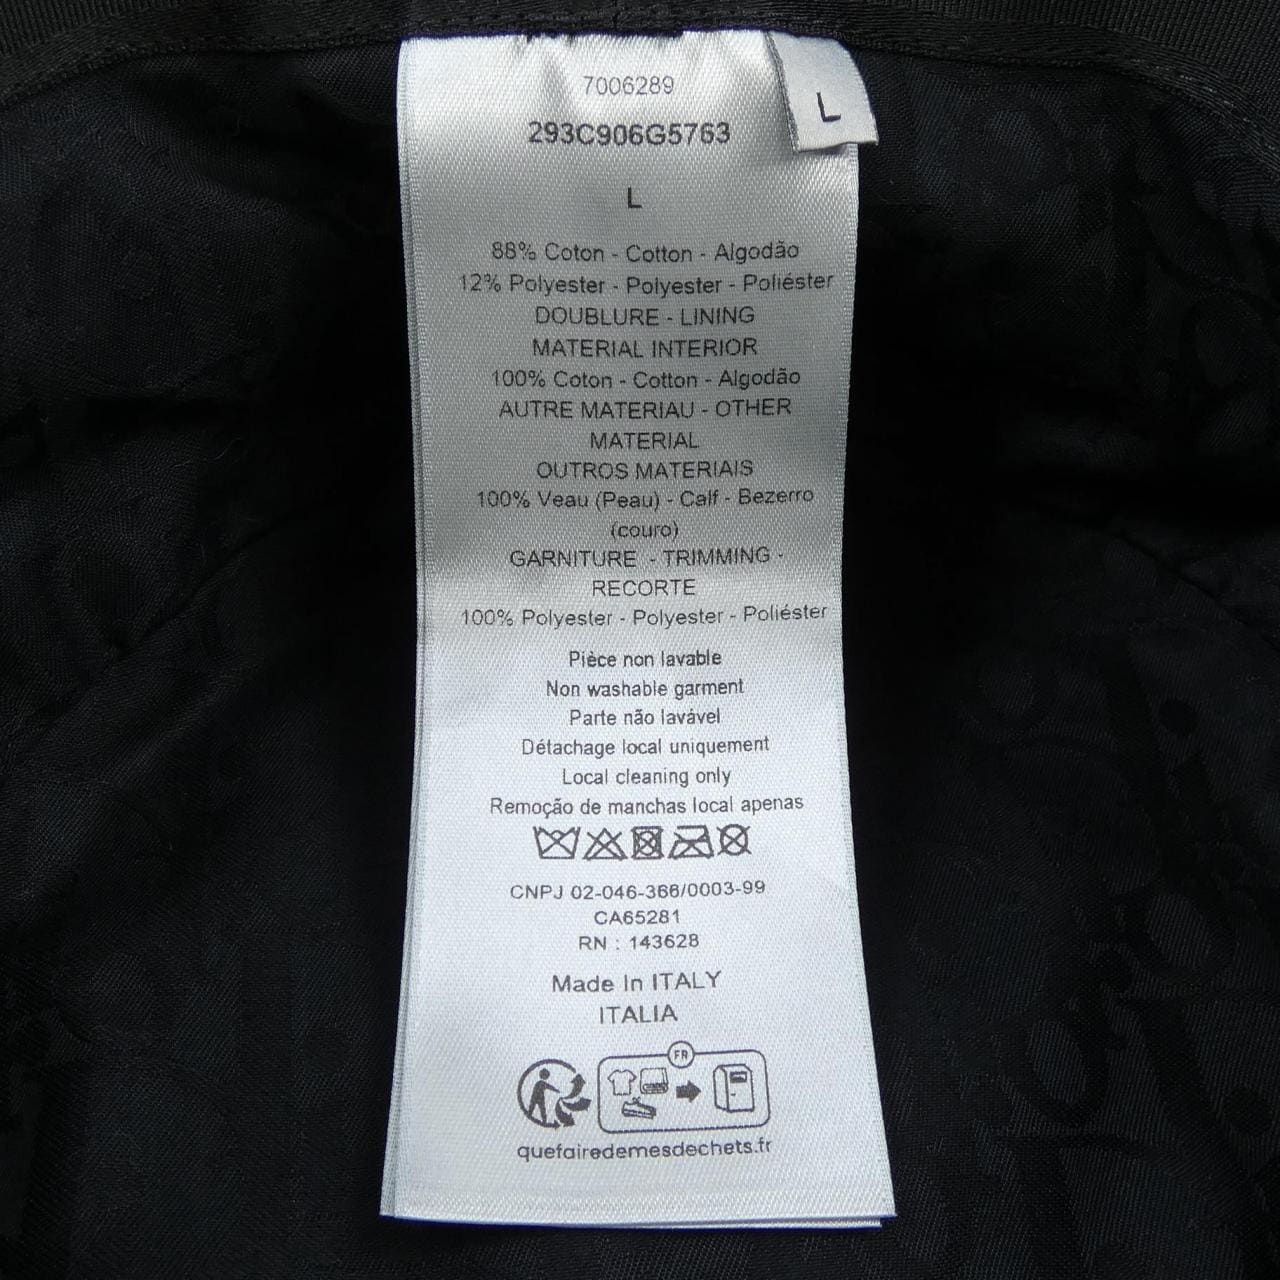 7006289
L
293C906G5763
L
88% Coton - Cotton - Algodão
12% Polyester - Polyester - Poliéster
DOUBLURE - LINING
MATERIAL INTERIOR
100% Coton - Cotton - Algodão
AUTRE MATERIAU - OTHER
MATERIAL
OUTROS MATERIAIS
100% Veau (Peau) - Calf - Bezerro
(couro)
GARNITURE - TRIMMING -
RECORTE
100% Polyester - Polyester - Poliéster
Pièce non lavable
Non washable garment
Parte não lavável
Détachage local uniquement
Local cleaning only
Remoção de manchas local apenas
CNPJ 02-046-366/0003-99
CA65281
RN : 143628
Made In ITALY
ITALIA
FR
quefairedemesdechets.fr